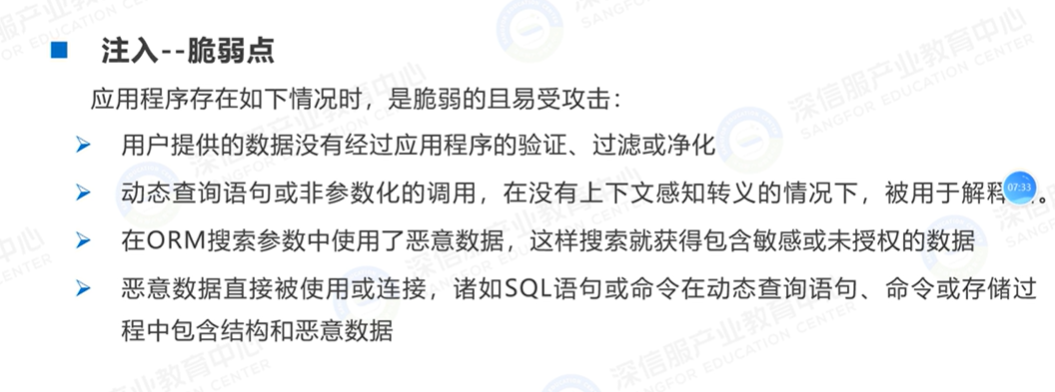 注入--脆弱点
应用程序存在如下情况时，是脆弱的且易受攻击：
用户提供的数据没有经过应用程序的验证、过滤或净化
动态查询语句或非参数化的调用，在没有上下文感知转义的情况下，被用于解释 。
07:33
在ORM搜索参数中使用了恶意数据，这样搜索就获得包含敏感或未授权的数据
恶意数据直接被使用或连接，诸如SQL语句或命令在动态查询语句、命令或存储过
程中包含结构和恶意数据
深信服产业教育中心
SANGFOR EDUCATION CENTER